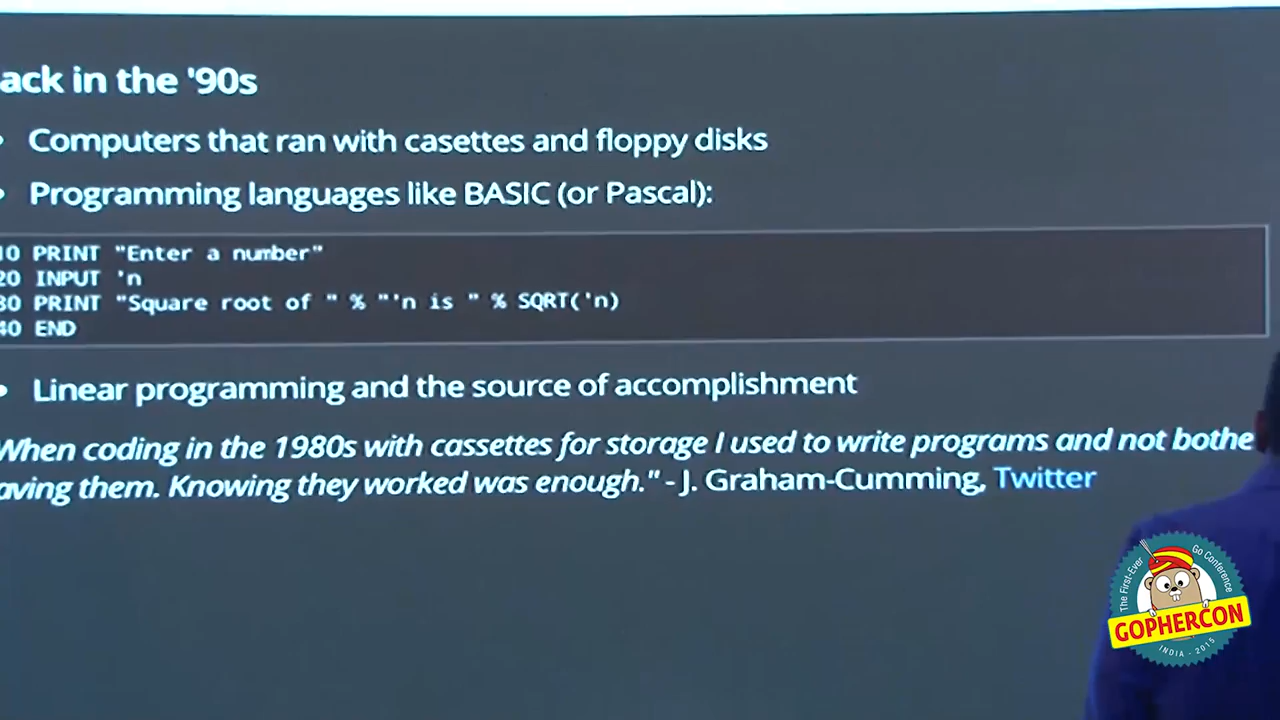 ack in the '90s
Computers that ran with casettes and floppy disks
Programming languages like BASIC (or Pascal):
10 PRINT "Enter a number"
20 INPUT 'n
30 PRINT "Square root of " % "'n is " % SQRT('n)
40 END
Linear programming and the source of accomplishment
When coding in the 1980s with cassettes for storage I used to write programs and not bothe
aving them. Knowing they worked was enough." - J. Graham-Cumming, Twitter
The First-Ever Go Conference
GOPHERCON
INDIA - 2015